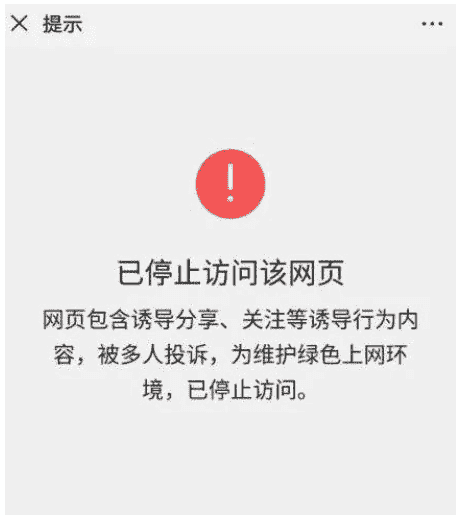 提示
已停止访问该网页
网页包含诱导分享、关注等诱导行为内
容，被多人投诉，为维护绿色上网环
境，已停止访问。